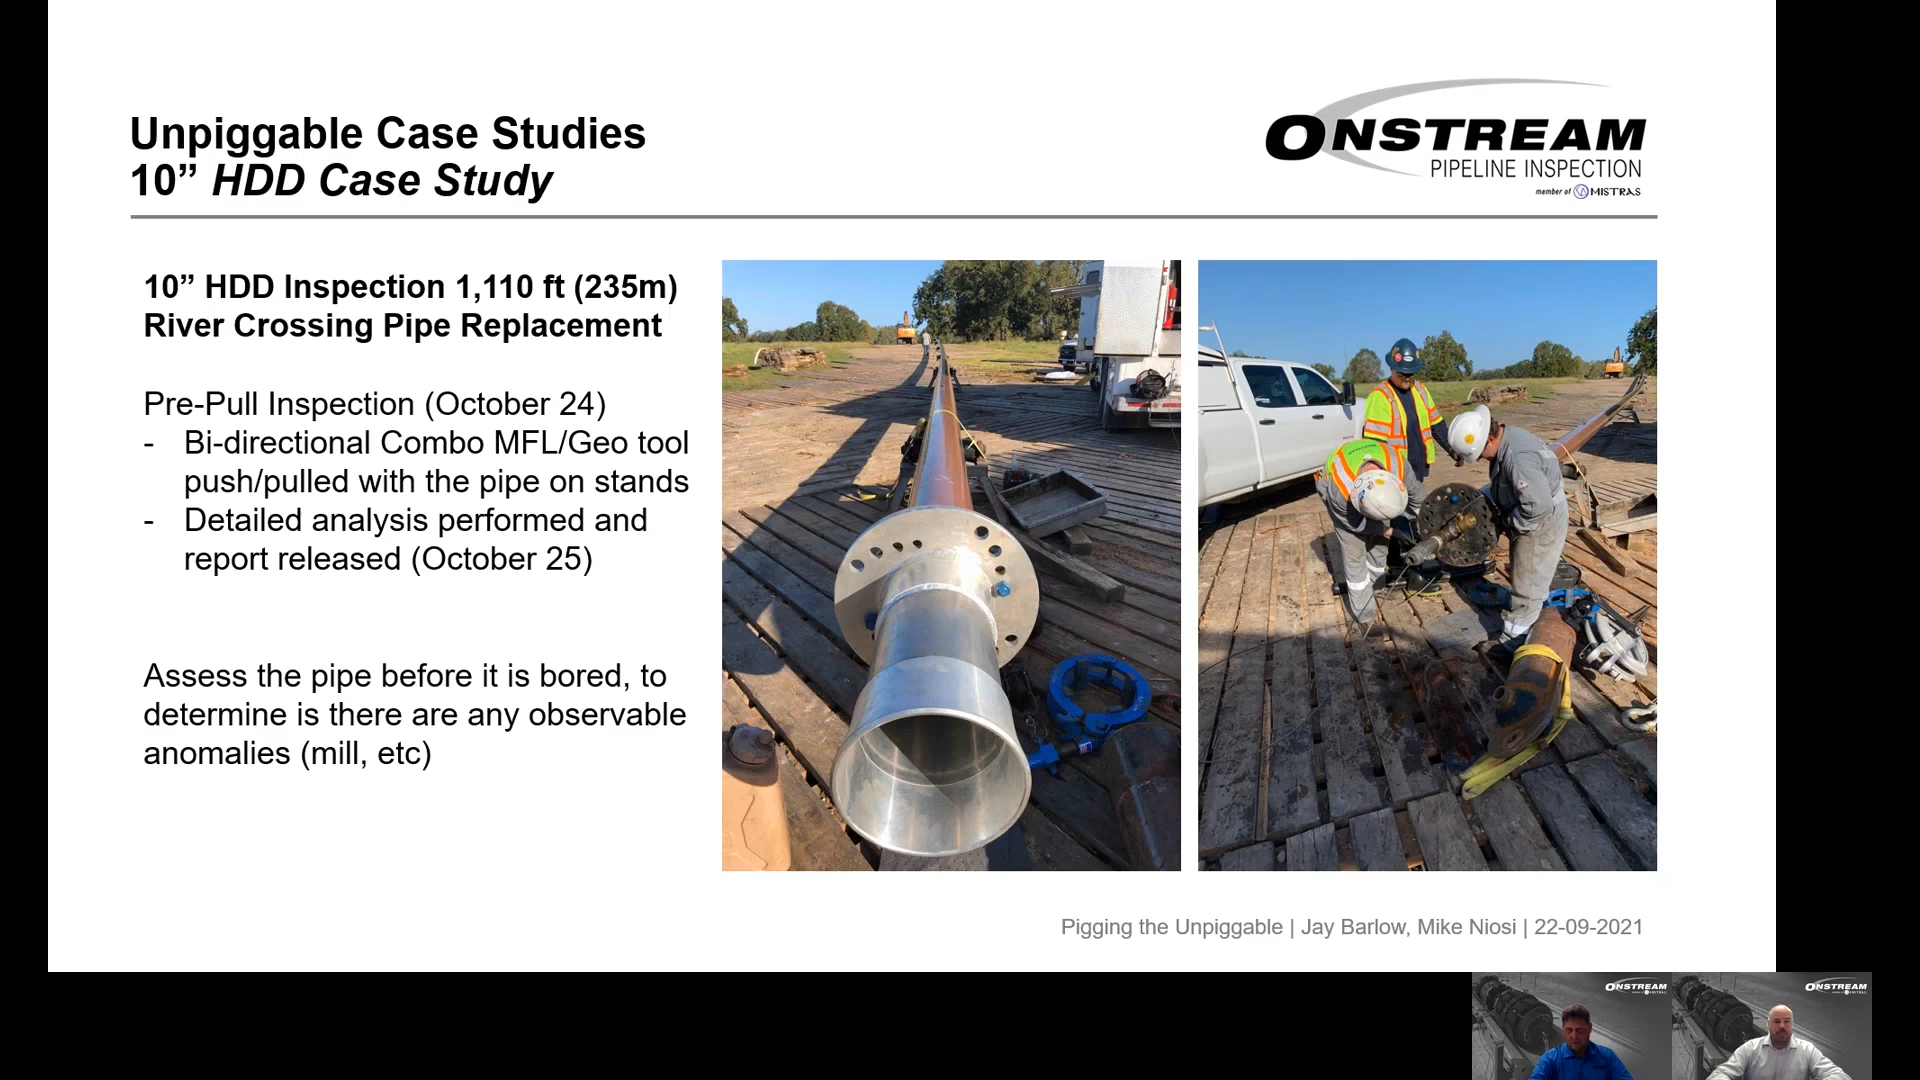 Unpiggable Case Studies
10” HDD Case Study
ONSTREAM
PIPELINE INSPECTION
member of MISTRAS
10” HDD Inspection 1,110 ft (235m)
River Crossing Pipe Replacement
Pre-Pull Inspection (October 24)
- Bi-directional Combo MFL/Geo tool
push/pulled with the pipe on stands
- Detailed analysis performed and
report released (October 25)
Assess the pipe before it is bored, to
determine is there are any observable
anomalies (mill, etc)
Pigging the Unpiggable | Jay Barlow, Mike Niosi | 22-09-2021
ONSTREAM
ONSTREAM